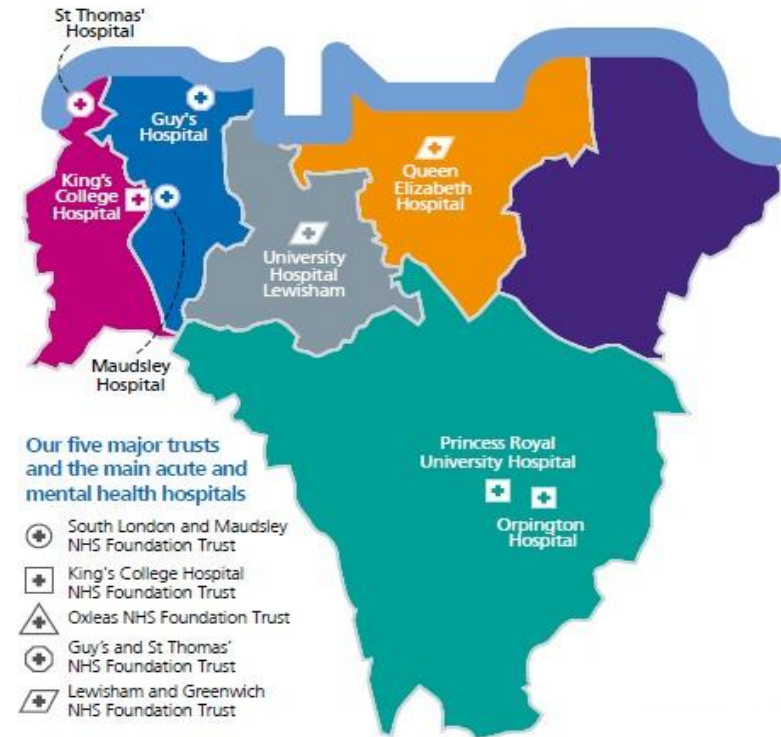 St Thomas'
Hospital
Guy's
Hospital
King's
College
Hospital
Queen
Elizabeth
Hospital
University
Hospital
Lewisham
Maudsley
Hospital
Princess Royal
University Hospital
Orpington
Hospital
Our five major trusts
and the main acute and
mental health hospitals
South London and Maudsley
NHS Foundation Trust
King's College Hospital
NHS Foundation Trust
Oxleas NHS Foundation Trust
Guy's and St Thomas'
NHS Foundation Trust
Lewisham and Greenwich
NHS Foundation Trust